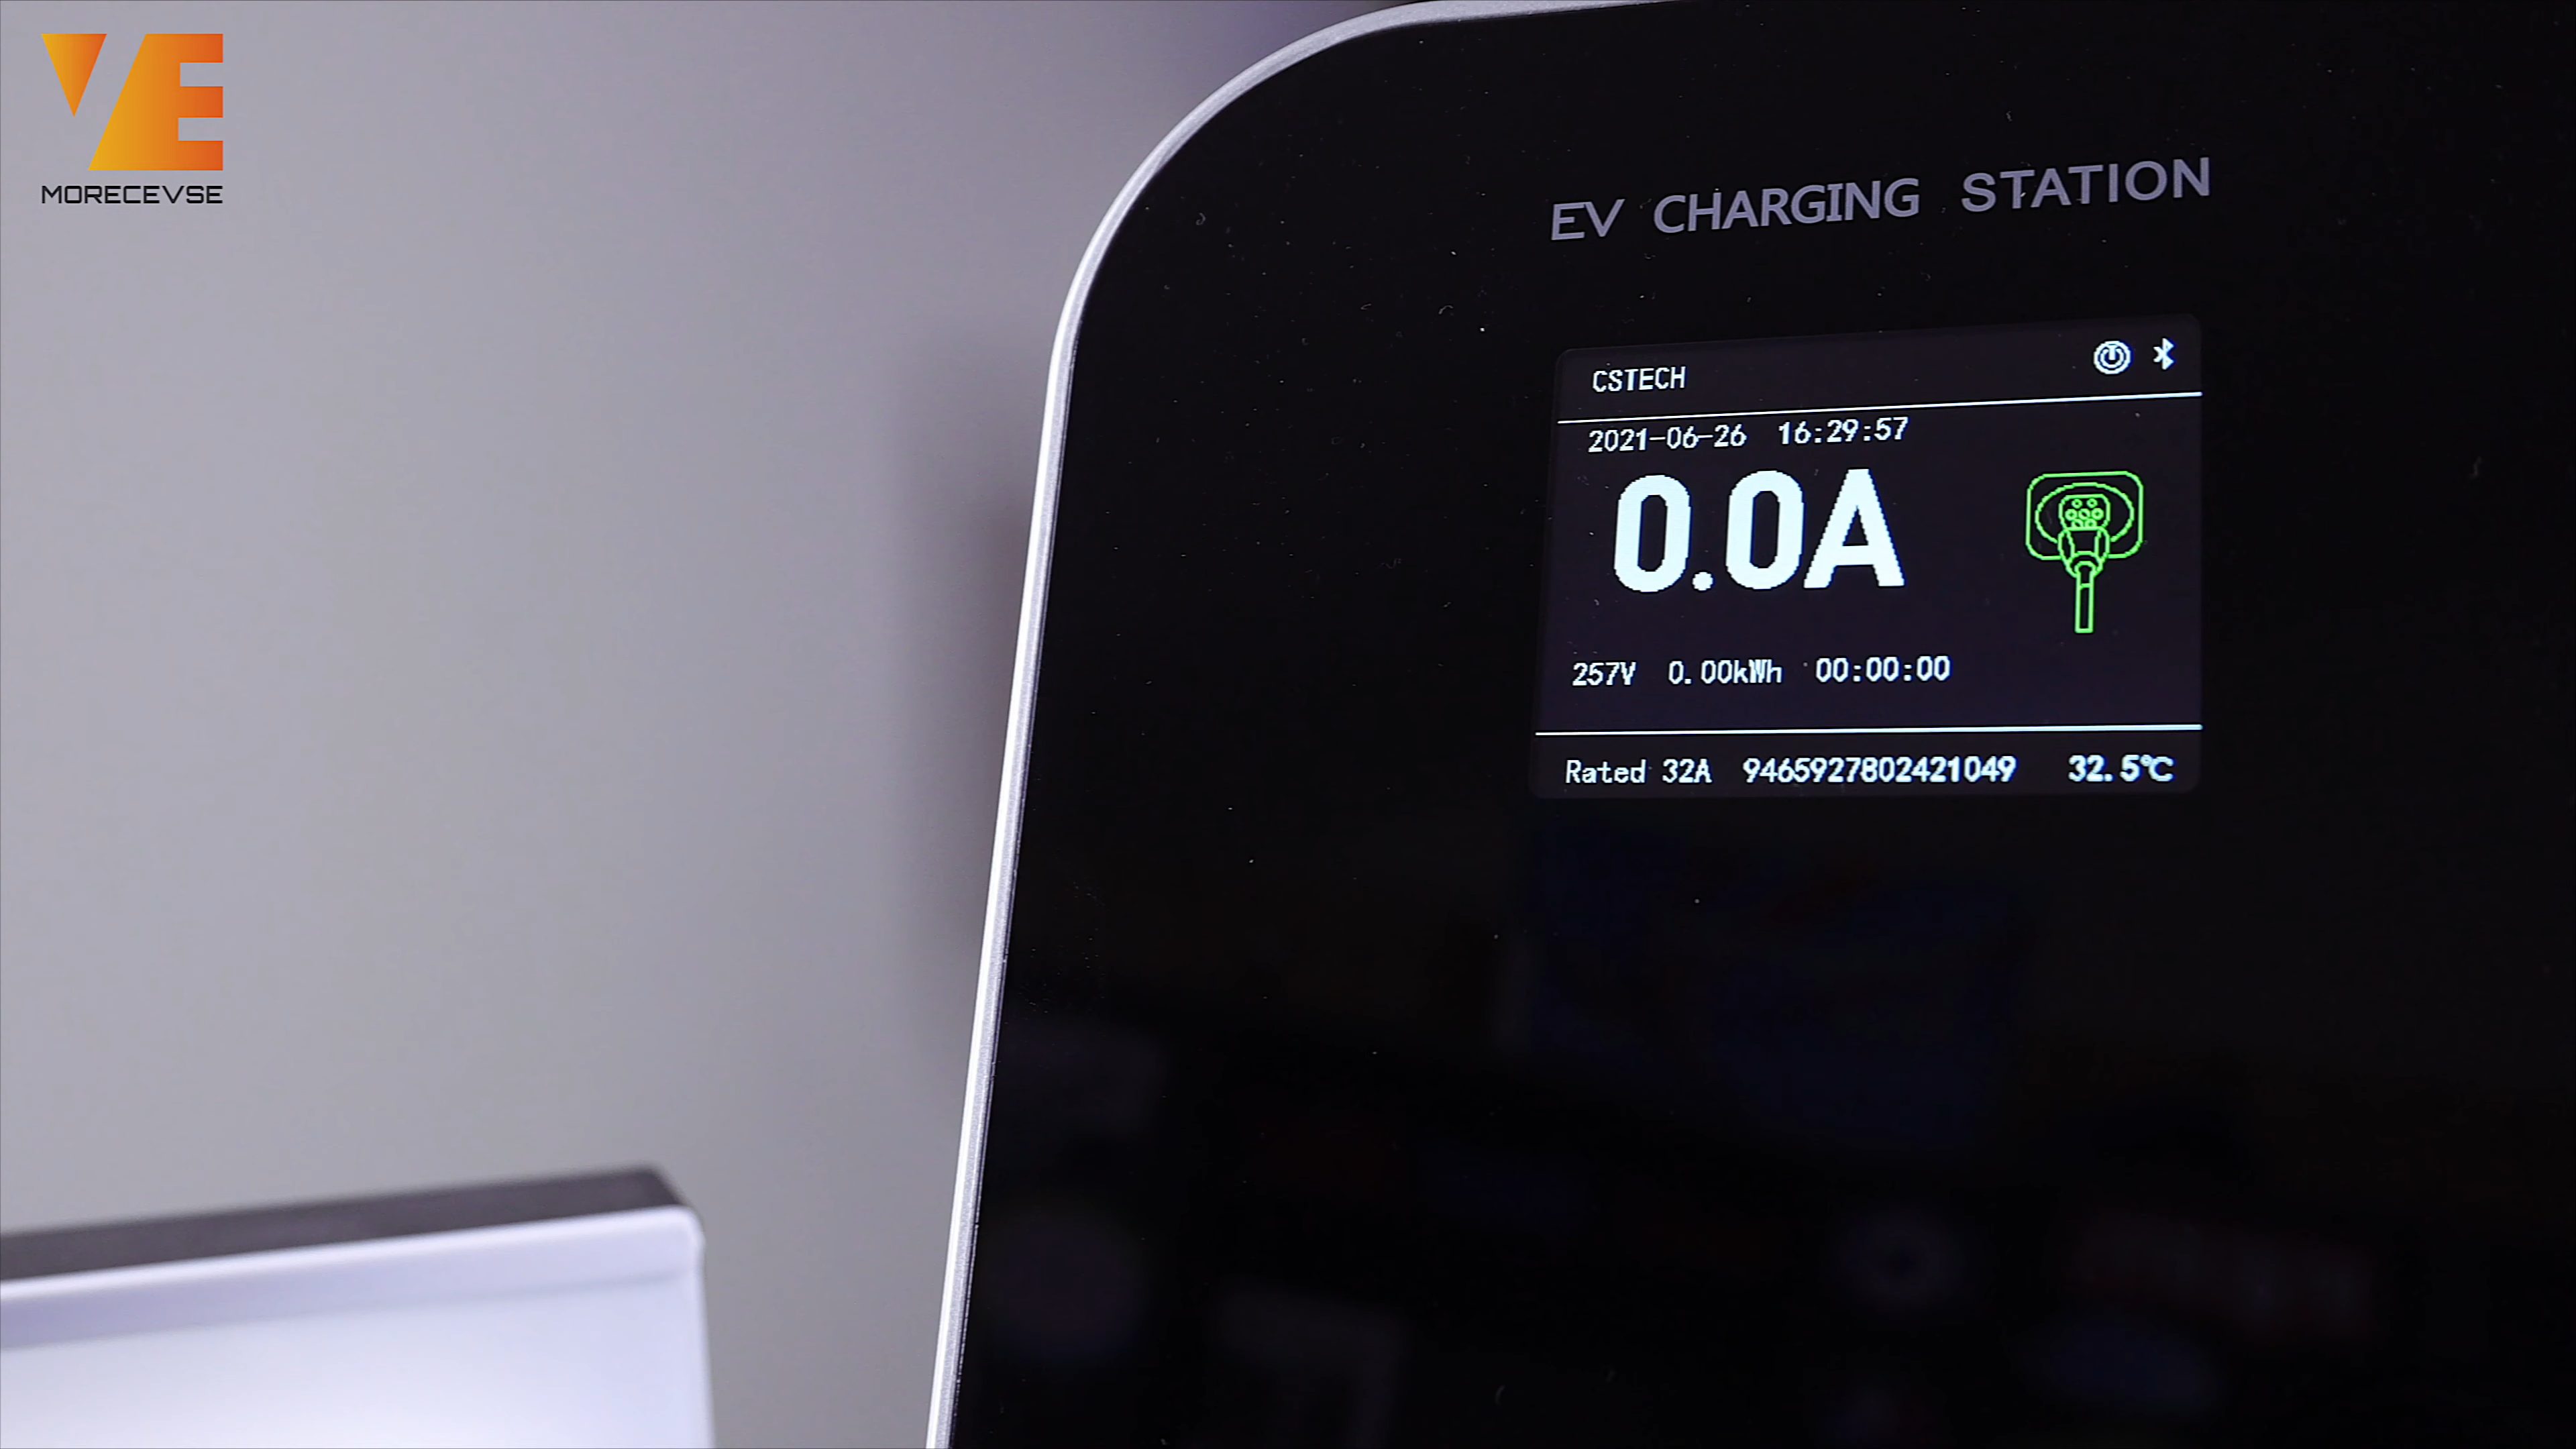 MORECEVSE
EV CHARGING STATION
CSTECH
2021-06-26 16:29:57
0.0A
257V 0.00kWh 00:00:00
Rated 32A 9465927802421049 32.5℃